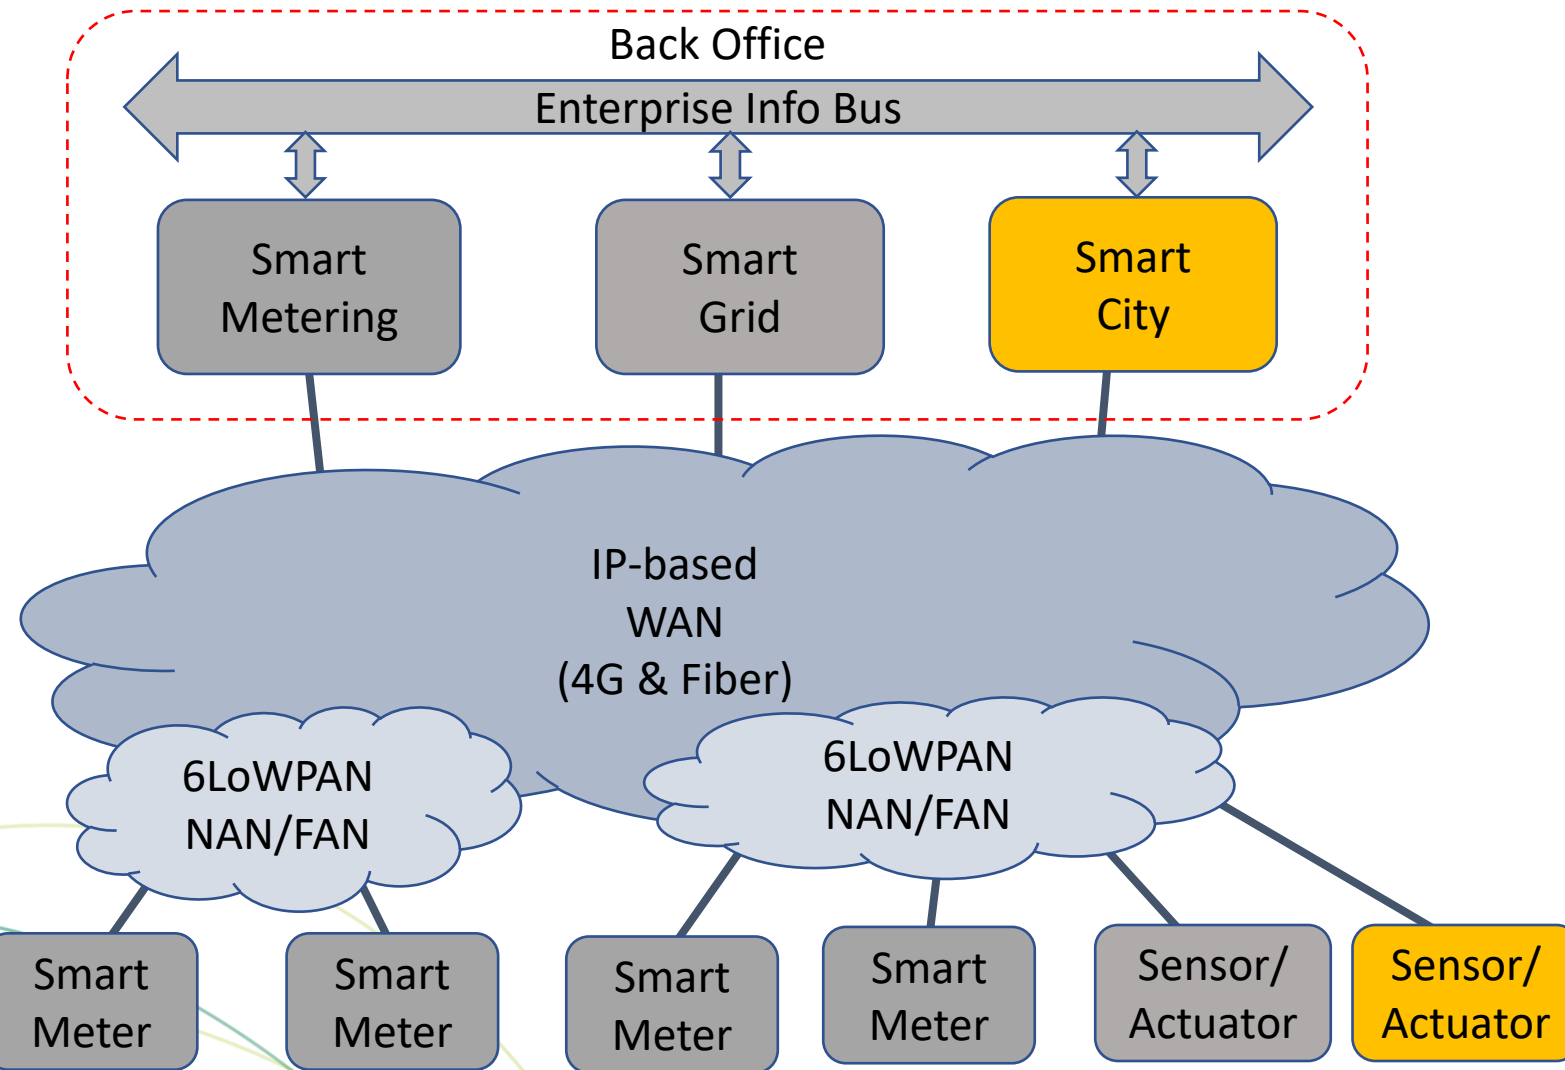 Back Office
Enterprise Info Bus
Smart
Metering
Smart
Grid
Smart
City
IP-based
WAN
(4G & Fiber)
6LoWPAN
NAN/FAN
6LoWPAN
NAN/FAN
Smart
Meter
Smart
Meter
Smart
Meter
Smart
Meter
Sensor/
Actuator
Sensor/
Actuator